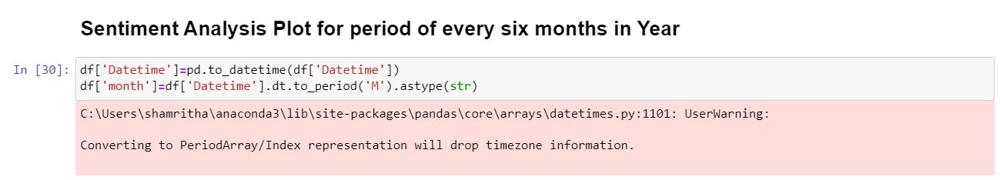 Sentiment Analysis Plot for period of every six months in Year
In [30]: df['Datetime']=pd.to_datetime(df['Datetime'])
df['month']=df['Datetime'].dt.to_period('M').astype(str)
C:\Users\shamritha\anaconda3\lib\site-packages\pandas\core\arrays\datetimes.py:1101: UserWarning:
Converting to PeriodArray/Index representation will drop timezone information.